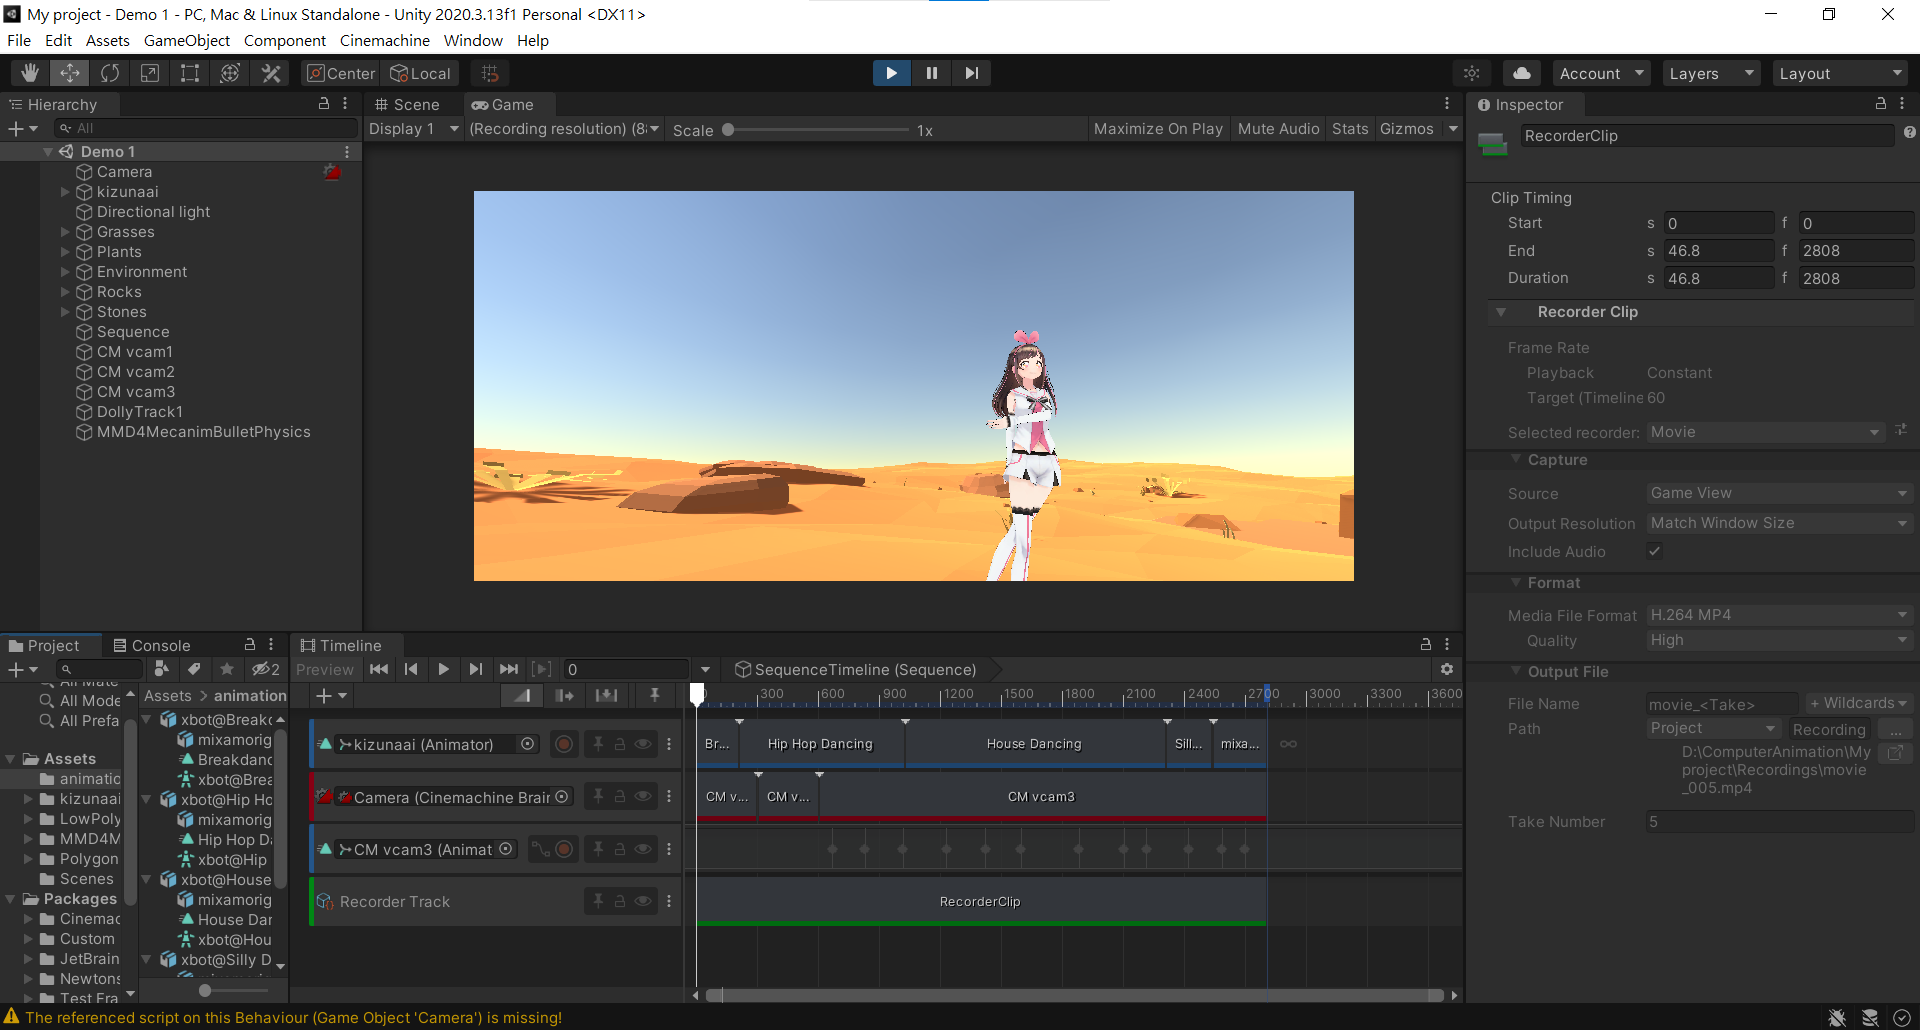 My project - Demo 1 - PC, Mac & Linux Standalone - Unity 2020.3.13f1 Personal <DX11>
File Edit Assets GameObject Component Cinemachine Window Help
Center Local Account Layers Layout
Hierarchy
All
Demo 1
Camera
kizunaai
Directional light
Grasses
Plants
Environment
Rocks
Stones
Sequence
CM vcam1
CM vcam2
CM vcam3
DollyTrack1
MMD4MecanimBulletPhysics
Scene Game
Display 1 (Recording resolution) (8 Scale 1x Maximize On Play Mute Audio Stats Gizmos
Inspector
RecorderClip
Clip Timing
Start s 0 f 0
End s 46.8 f 2808
Duration s 46.8 f 2808
Recorder Clip
Frame Rate
Playback Constant
Target (Timeline 60
Selected recorder: Movie
Capture
Source Game View
Output Resolution Match Window Size
Include Audio
Format
Media File Format H.264 MP4
Quality High
Output File
File Name movie_<Take> + Wildcards
Path Project Recording ...
D:\ComputerAnimation\My
project\Recordings\movie
_005.mp4
Take Number 5
Project Console
2
All Mate
All Mode
All Prefa
Assets
animatic
kizunaai
LowPoly
MMD4M
Polygon
Scenes
Packages
Cinemac
Custom
JetBrain
Newtons
Test Fra
Assets > animation
xbot@Breakc
mixamorig
Breakdanc
xbot@Brea
xbot@Hip Ho
mixamorig
Hip Hop Da
xbot@Hip
xbot@House
mixamorig
House Dar
xbot@Hou
xbot@Silly D
Timeline
Preview 0 SequenceTimeline (Sequence)
300 600 900 1200 1500 1800 2100 2400 2700 3000 3300 3600
kizunaai (Animator) Br... Hip Hop Dancing House Dancing Sill... mixa...
Camera (Cinemachine Brair CM v... CM v... CM vcam3
CM vcam3 (Animat
Recorder Track RecorderClip
The referenced script on this Behaviour (Game Object 'Camera') is missing!